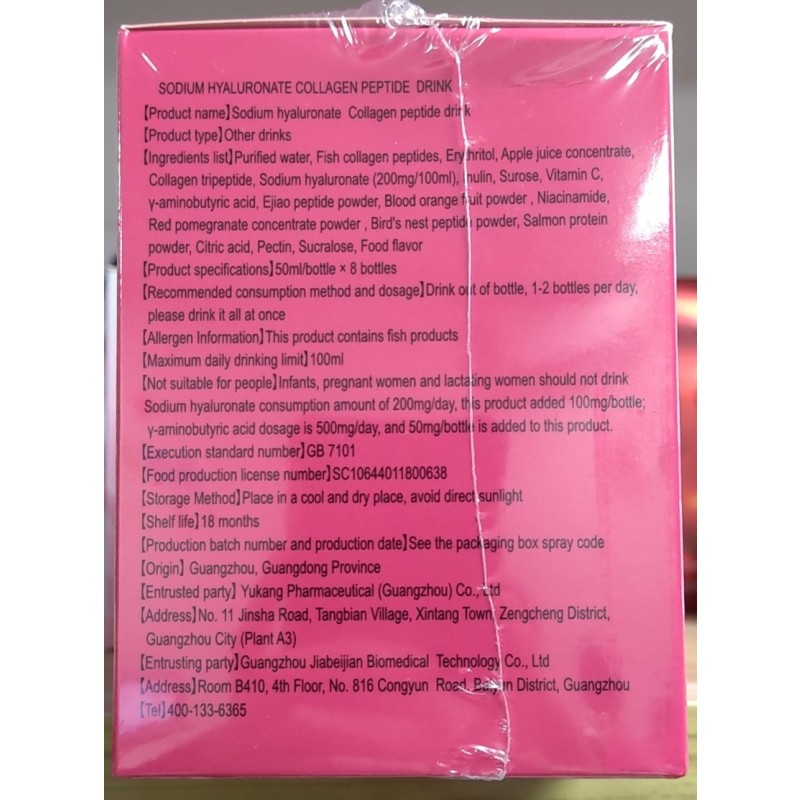 SODIUM HYALURONATE COLLAGEN PEPTIDE DRINK
【Product name】Sodium hyaluronate Collagen peptide drink
【Product type】Other drinks
【Ingredients list】Purified water, Fish collagen peptides, Erythritol, Apple juice concentrate,
Collagen tripeptide, Sodium hyaluronate (200mg/100ml), Inulin, Surose, Vitamin C,
γ-aminobutyric acid, Ejiao peptide powder, Blood orange fruit powder , Niacinamide,
Red pomegranate concentrate powder , Bird's nest peptide powder, Salmon protein
powder, Citric acid, Pectin, Sucralose, Food flavor
【Product specifications】50ml/bottle × 8 bottles
【Recommended consumption method and dosage】Drink out of bottle, 1-2 bottles per day,
please drink it all at once
【Allergen Information】This product contains fish products
【Maximum daily drinking limit】100ml
【Not suitable for people】Infants, pregnant women and lactating women should not drink
Sodium hyaluronate consumption amount of 200mg/day, this product added 100mg/bottle;
γ-aminobutyric acid dosage is 500mg/day, and 50mg/bottle is added to this product.
【Execution standard number】GB 7101
【Food production license number】SC10644011800638
【Storage Method】Place in a cool and dry place, avoid direct sunlight
【Shelf life】18 months
【Production batch number and production date】See the packaging box spray code
【Origin】 Guangzhou, Guangdong Province
【Entrusted party】 Yukang Pharmaceutical (Guangzhou) Co., Ltd
【Address】No. 11 Jinsha Road, Tangbian Village, Xintang Town, Zengcheng District,
Guangzhou City (Plant A3)
【Entrusting party】Guangzhou Jiabeijian Biomedical Technology Co., Ltd
【Address】Room B410, 4th Floor, No. 816 Congyun Road, Baiyun District, Guangzhou
【Tel】400-133-6365